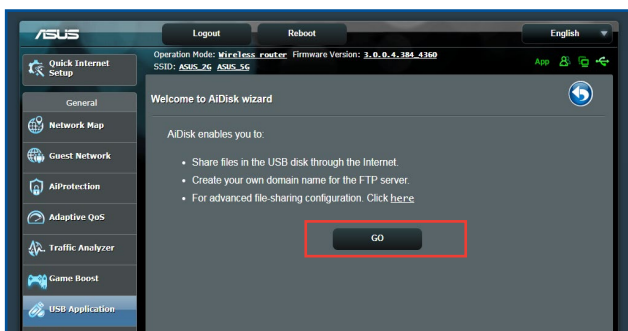 ASUS
Logout
Reboot
English
Quick Internet
Setup
Operation Mode: Wireless router Firmware Version: 3.0.0.4.384_4360
SSID: ASUS_2G ASUS_5G
App
General
Network Map
Guest Network
AiProtection
Adaptive QoS
Traffic Analyzer
Game Boost
USB Application
Welcome to AiDisk wizard
AiDisk enables you to:
• Share files in the USB disk through the Internet.
• Create your own domain name for the FTP server.
• For advanced file-sharing configuration. Click here
GO